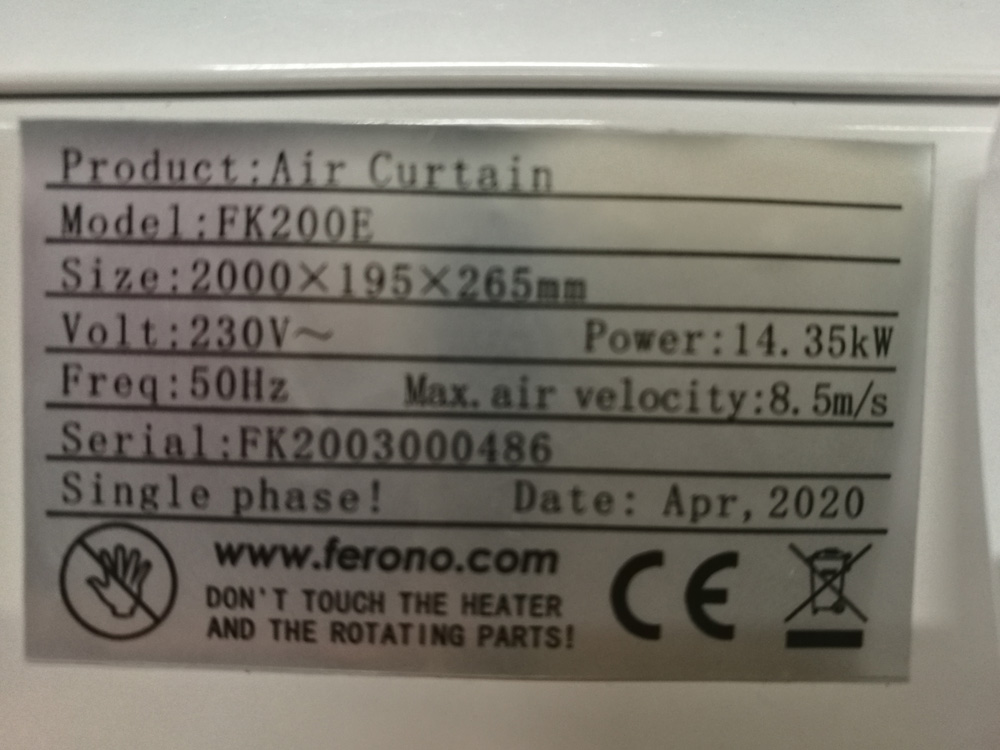 Product:Air Curtain
Model:FK200E
Size:2000×195×265mm
Volt:230V~ Power:14.35kW
Freq:50Hz Max.air velocity:8.5m/s
Serial:FK2003000486
Single phase! Date: Apr,2020
www.ferono.com
DON'T TOUCH THE HEATER
AND THE ROTATING PARTS!
CE